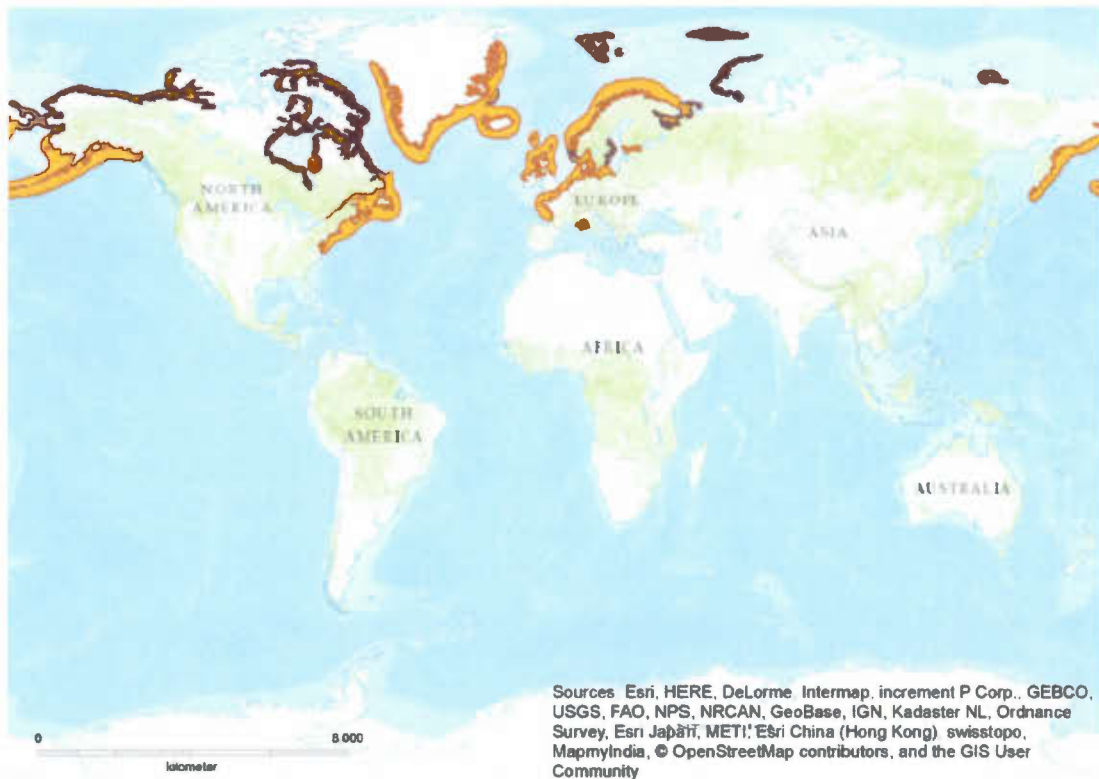 NORTH
AMERICA
EUROPE
ASIA
AFRICA
SOUTH
AMERICA
AUSTRALIA
Sources Esri, HERE, DeLorme Intermap, increment P Corp., GEBCO,
USGS, FAO, NPS, NRCAN, GeoBase, IGN, Kadaster NL, Ordnance
Survey, Esri Japan, METI, Esri China (Hong Kong) swisstopo,
MapmyIndia, © OpenStreetMap contributors, and the GIS User
Community
0 8 000
kilometer